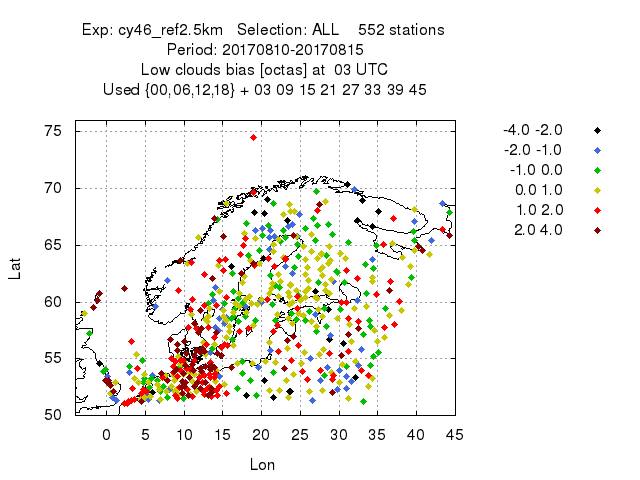 Exp: cy46_ref2.5km Selection: ALL 552 stations
Period: 20170810-20170815
Low clouds bias [octas] at 03 UTC
Used {00,06,12,18} + 03 09 15 21 27 33 39 45
75
70
65
60
55
50
Lat
0 5 10 15 20 25 30 35 40 45
Lon
-4.0 -2.0
-2.0 -1.0
-1.0 0.0
0.0 1.0
1.0 2.0
2.0 4.0